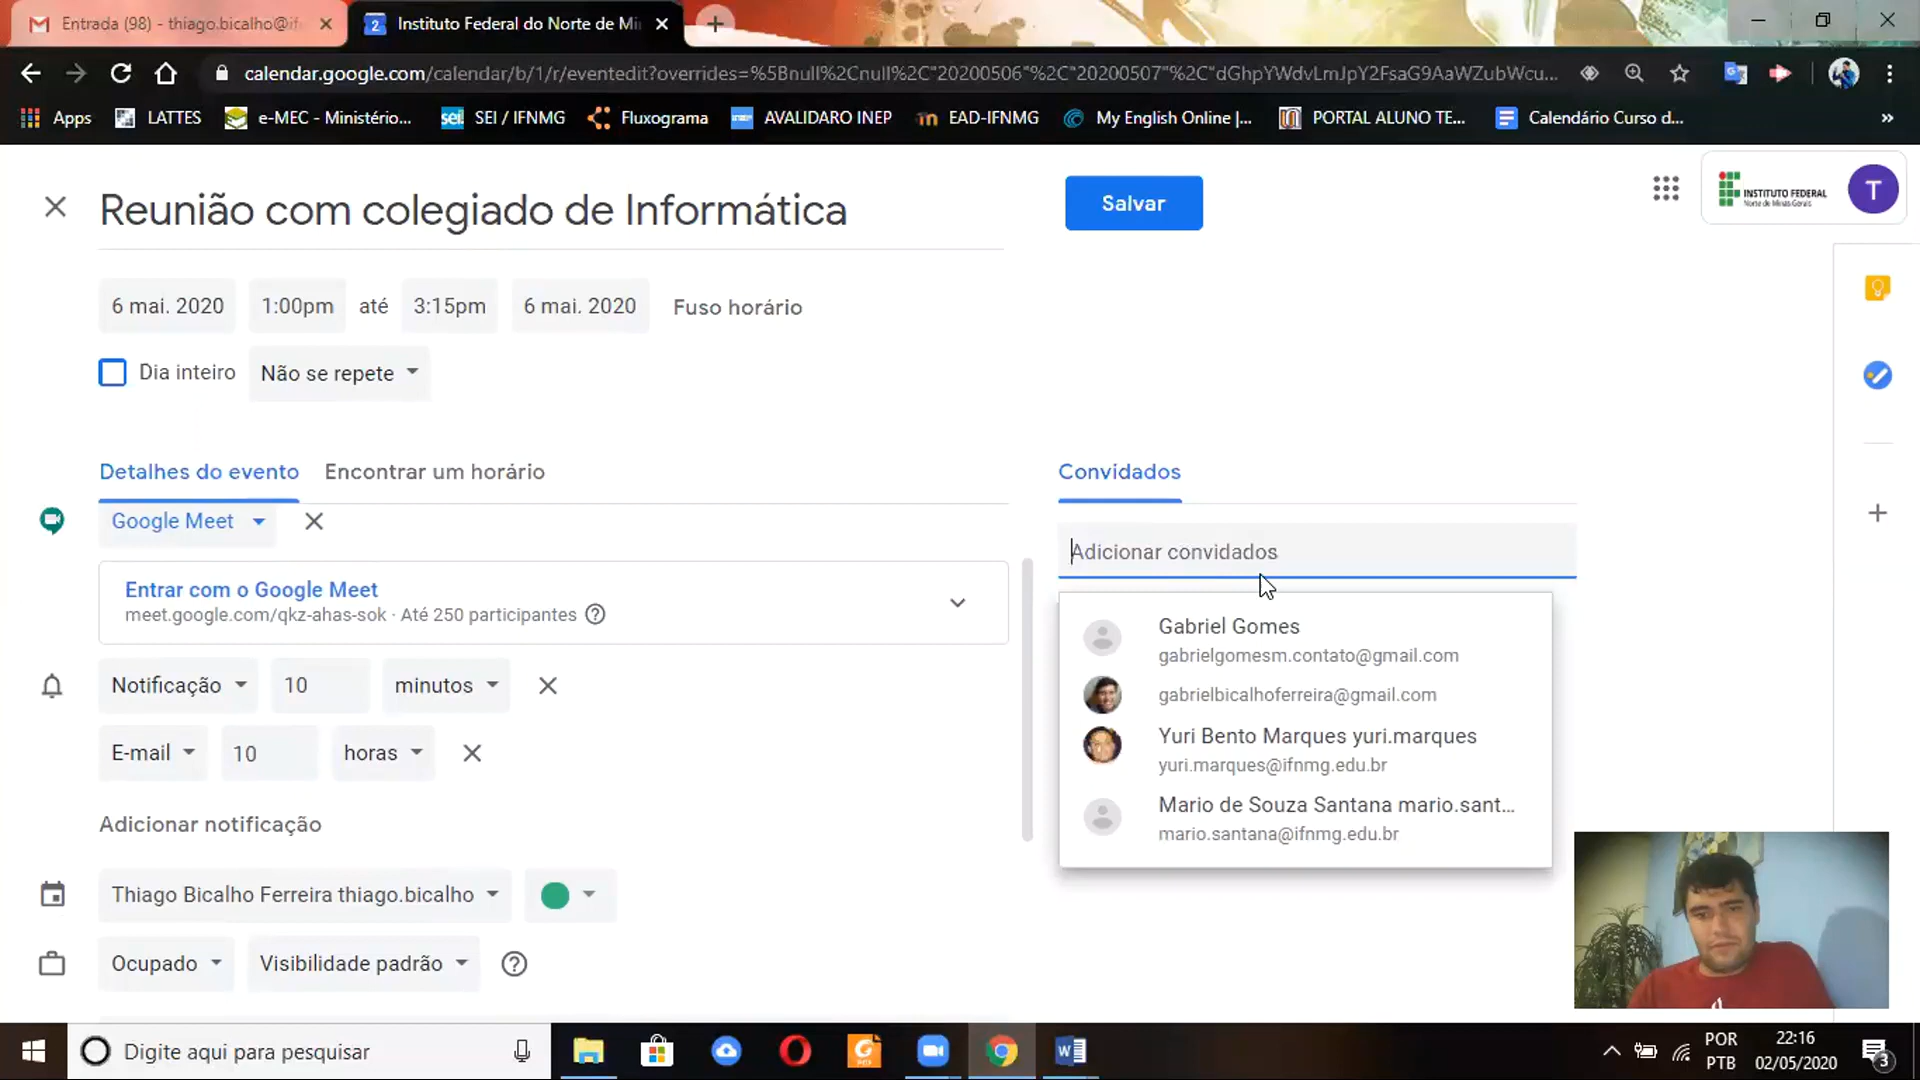 Entrada (98) - thiago.bicalho@if
Instituto Federal do Norte de Mi
calendar.google.com/calendar/b/1/r/eventedit?overrides=%5Bnull%2Cnull%2C"20200506"%2C"20200507"%2C"dGhpYWdvLmJpY2FsaG9AaWZubWcu...
Apps
LATTES
e-MEC - Ministério...
sei. SEI / IFNMG
Fluxograma
AVALIDARO INEP
EAD-IFNMG
My English Online |...
PORTAL ALUNO TE...
Calendário Curso d...
»
Reunião com colegiado de Informática
Salvar
INSTITUTO FEDERAL
Norte de Minas Gerais
T
6 mai. 2020
1:00pm
até
3:15pm
6 mai. 2020
Fuso horário
Dia inteiro
Não se repete
Detalhes do evento
Encontrar um horário
Convidados
Google Meet
Adicionar convidados
Entrar com o Google Meet
meet.google.com/qkz-ahas-sok · Até 250 participantes
Gabriel Gomes
gabrielgomesm.contato@gmail.com
gabrielbicalhoferreira@gmail.com
Yuri Bento Marques yuri.marques
yuri.marques@ifnmg.edu.br
Mario de Souza Santana mario.sant...
mario.santana@ifnmg.edu.br
Notificação
10
minutos
E-mail
10
horas
Adicionar notificação
Thiago Bicalho Ferreira thiago.bicalho
Ocupado
Visibilidade padrão
Digite aqui para pesquisar
POR
PTB
22:16
02/05/2020
3